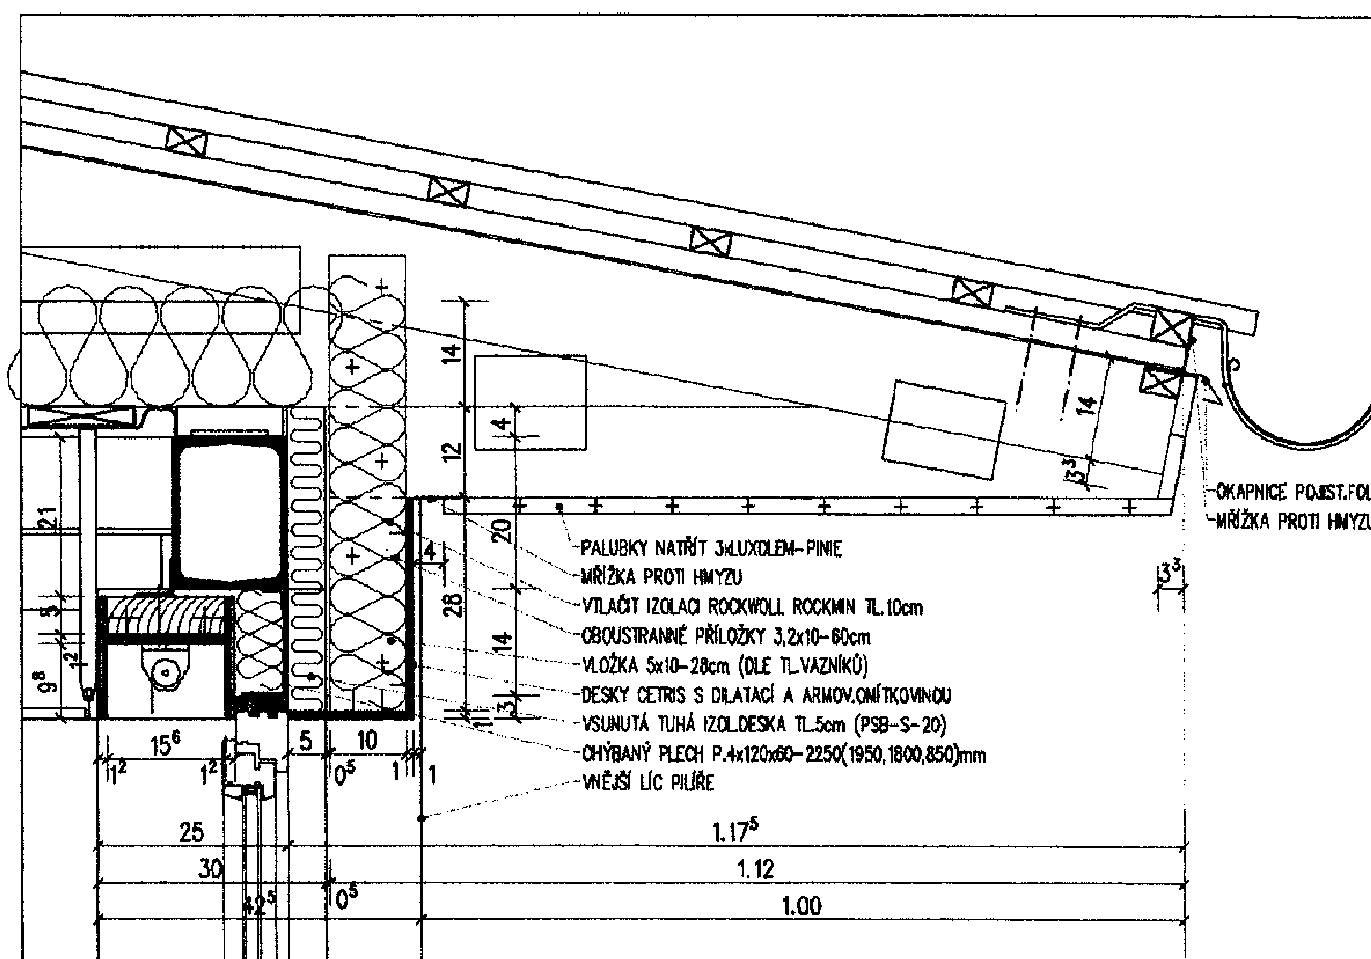 14
4
12
14
3³
21
OKAPNICE POJIST.FOL
MŘÍŽKA PROTI HMYZU
20
4
PALUBKY NATŘÍT 3xLUXOLEM-PINIE
MŘÍŽKA PROTI HMYZU
3³
VTLAČIT IZOLACI ROCKWOLL ROCKMIN TL.10cm
28
OBOUSTRANNÉ PŘÍLOŽKY 3,2x10-60cm
14
VLOŽKA 5x10-28cm (DLE TL.VAZNÍKŮ)
1²
9⁸
DESKY CETRIS S DILATACÍ A ARMOV.OMÍTKOVINOU
3
1
VSUNUTÁ TUHÁ IZOL.DESKA TL.5cm (PSB-S-20)
15⁶
5
10
CHÝBANÝ PLECH P.4x120x60-2250(1950,1800,850)mm
1²
1²
0⁵
1
1
VNĚJŠÍ LÍC PILÍŘE
25
1.17⁵
30
1.12
42⁵
0⁵
1.00